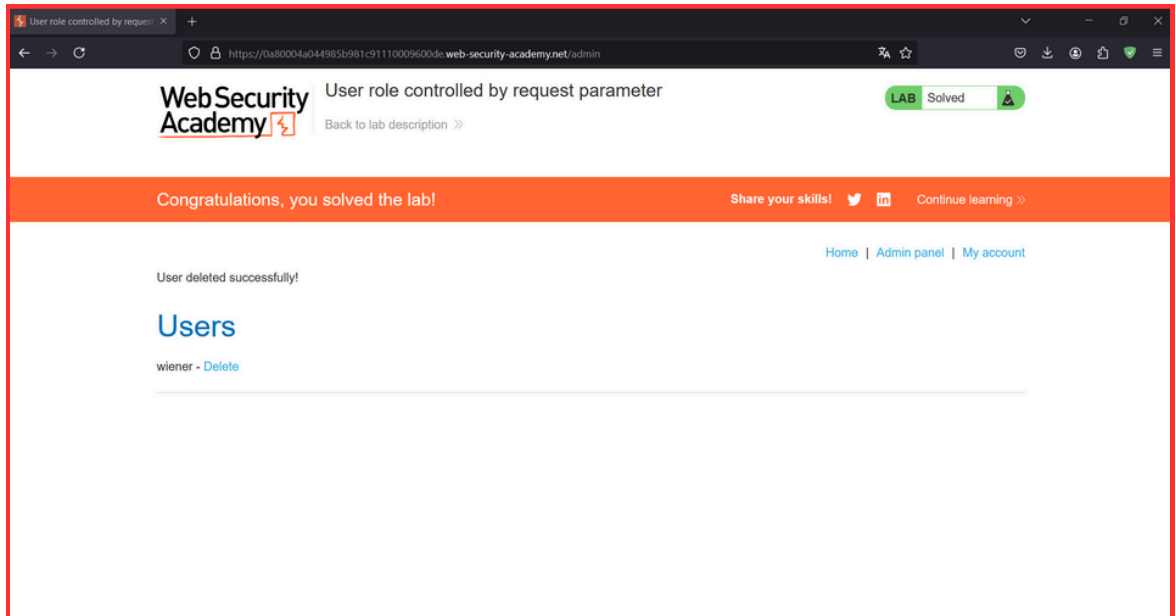 User role controlled by reques
https://0a80004a044985b981c91110009600de.web-security-academy.net/admin
Web Security
Academy
User role controlled by request parameter
Back to lab description
LAB Solved
Congratulations, you solved the lab!
Share your skills!
in
Continue learning
Home | Admin panel | My account
User deleted successfully!
Users
wiener - Delete